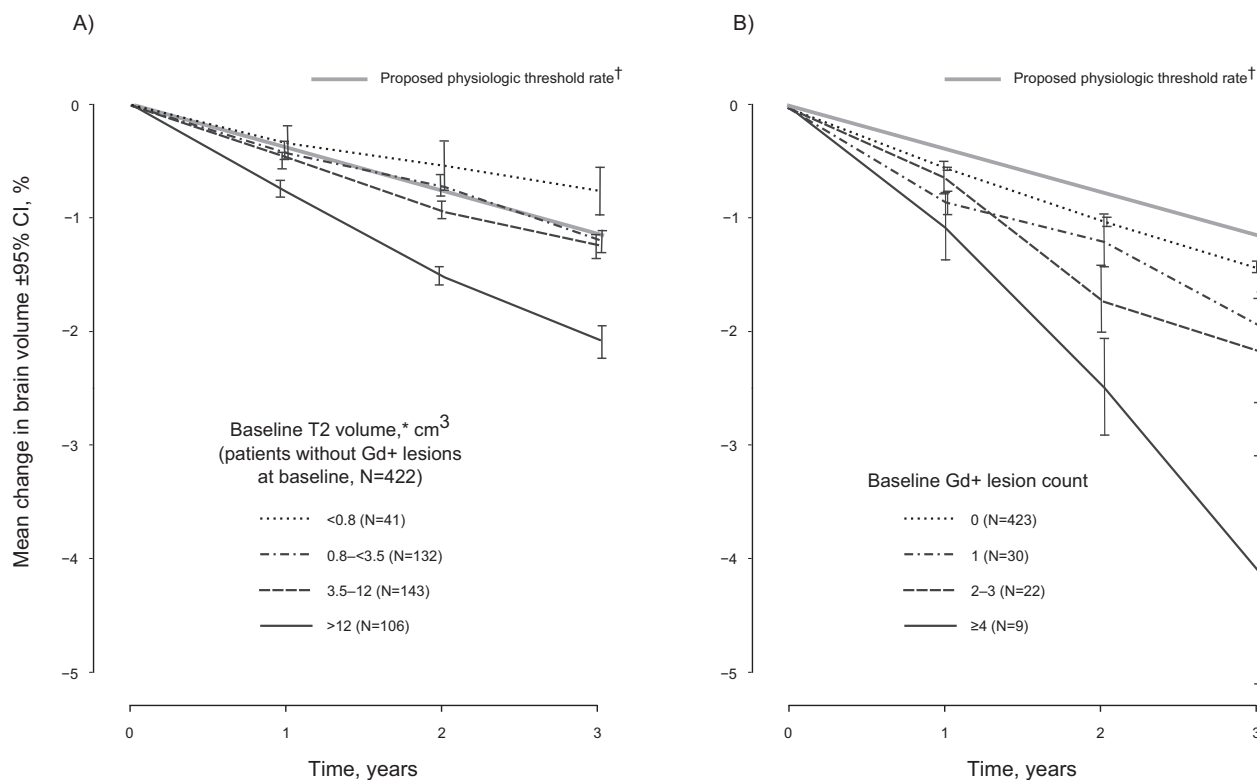 A)
Proposed physiologic threshold rate†
Mean change in brain volume ±95% CI, %
0
−1
−2
−3
−4
−5
Baseline T2 volume,* cm3
(patients without Gd+ lesions
at baseline, N=422)
<0.8 (N=41)
0.8–<3.5 (N=132)
3.5–12 (N=143)
>12 (N=106)
0 1 2 3
Time, years
B)
Proposed physiologic threshold rate†
0
−1
−2
−3
−4
−5
Baseline Gd+ lesion count
0 (N=423)
1 (N=30)
2–3 (N=22)
≥4 (N=9)
0 1 2 3
Time, years